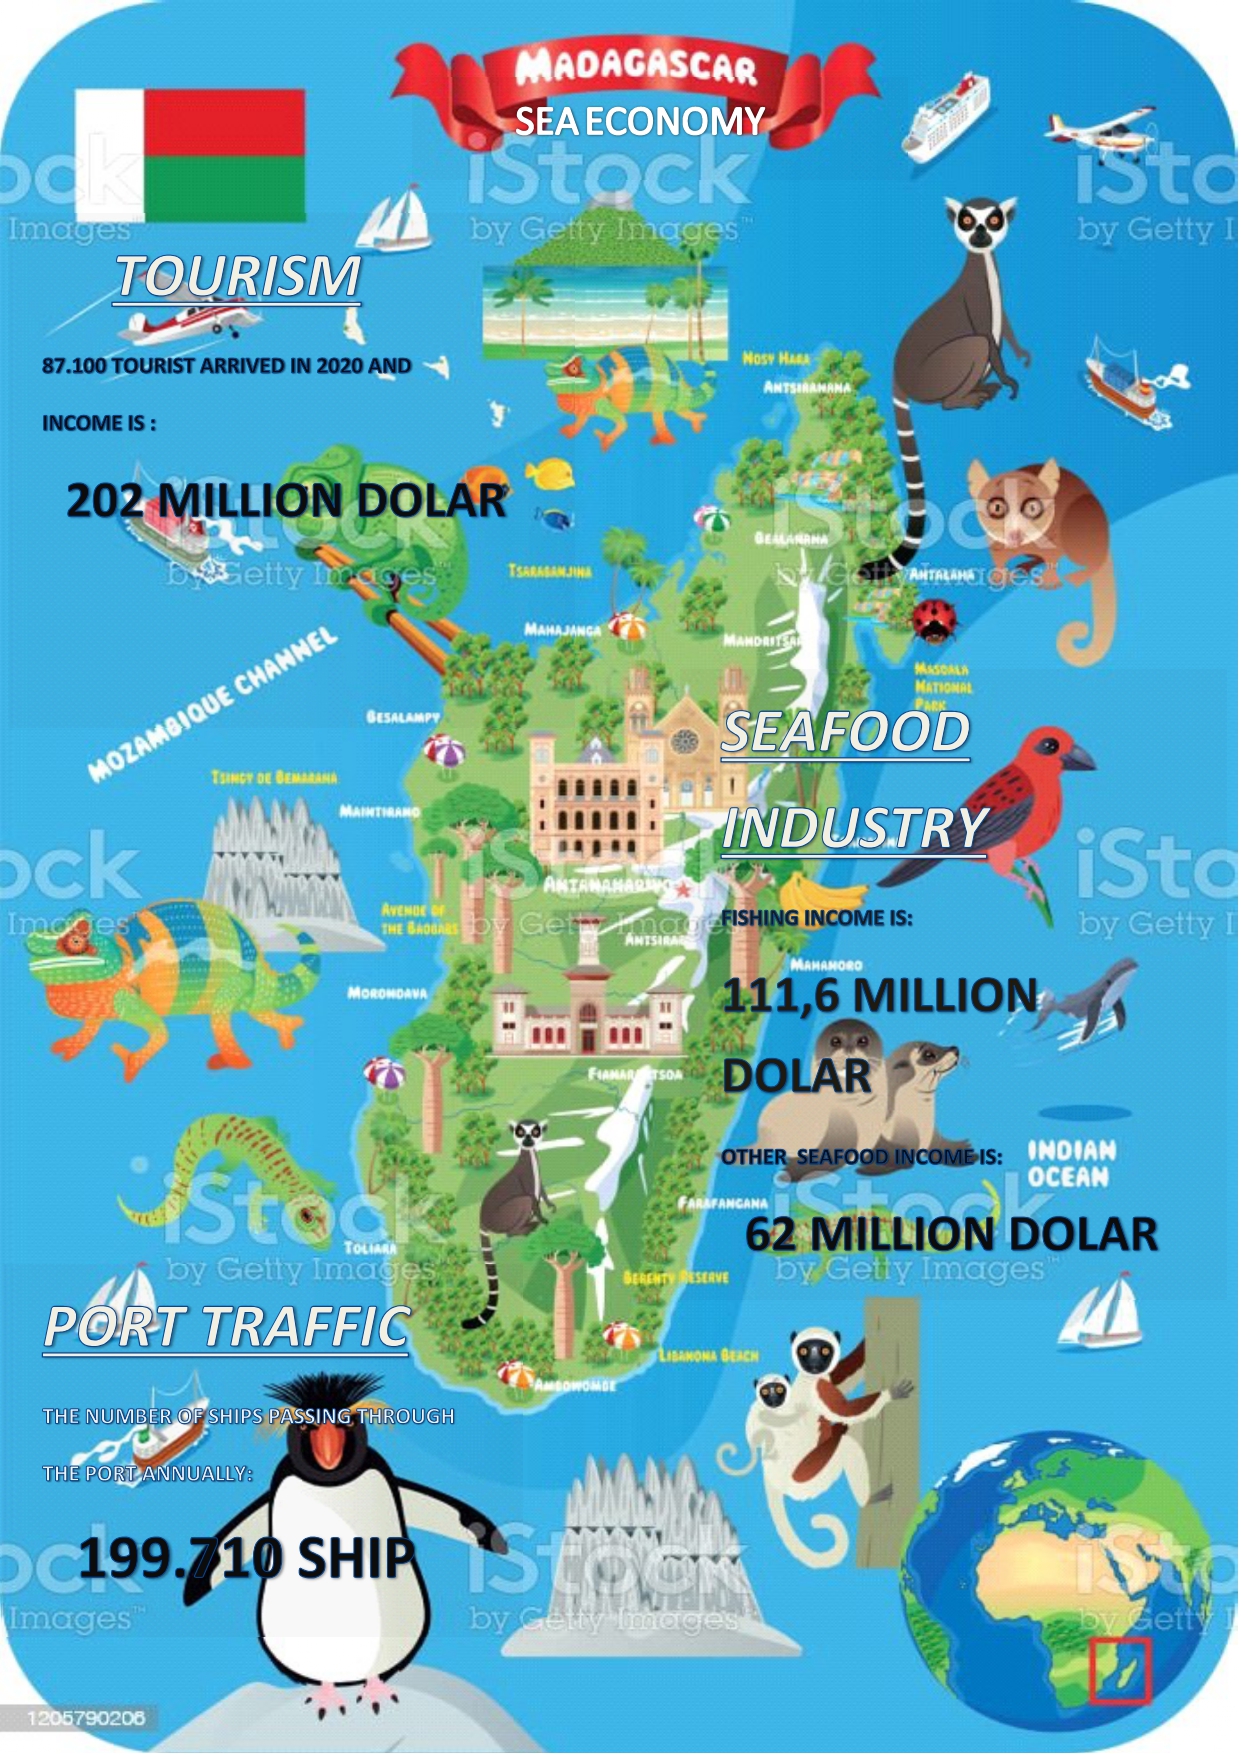 MADAGASCAR
SEA ECONOMY
iStock
by Getty Images™
TOURISM
87.100 TOURIST ARRIVED IN 2020 AND
INCOME IS :
202 MILLION DOLAR
NOSY HARA
ANTSIRANANA
BEALANANA
ANTALAHA
TSARABANJINA
MAHAJANGA
MANDRITSARA
MASOALA
NATIONAL
PARK
MOZAMBIQUE CHANNEL
BESALAMPY
TSINGY DE BEMARAHA
MAINTIRANO
SEAFOOD
INDUSTRY
ANTANANARIVO
AVENUE OF
THE BAOBABS
FISHING INCOME IS:
MAHANORO
MORONDAVA
111,6 MILLION
DOLAR
FIANARANTSOA
OTHER  SEAFOOD INCOME IS:
INDIAN
OCEAN
FARAFANGANA
62 MILLION DOLAR
TOLIARA
BERENTY RESERVE
PORT TRAFFIC
LIBANONA BEACH
AMBOVOMBE
THE NUMBER OF SHIPS PASSING THROUGH
THE PORT ANNUALLY:
199.710 SHIP
1205790206